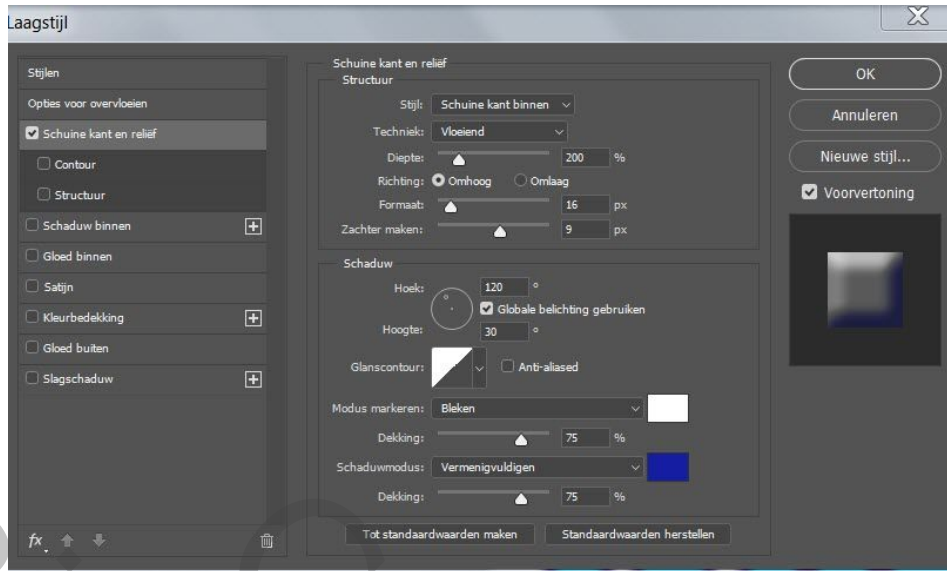 Laagstijl
Stijlen
Opties voor overvloeien
Schuine kant en reliëf
Contour
Structuur
Schaduw binnen
Gloed binnen
Satijn
Kleurbedekking
Gloed buiten
Slagschaduw
fx
Schuine kant en reliëf
Structuur
Stijl: Schuine kant binnen
Techniek: Vloeiend
Diepte: 200 %
Richting: Omhoog Omlaag
Formaat: 16 px
Zachter maken: 9 px
Schaduw
Hoek: 120 °
Globale belichting gebruiken
Hoogte: 30 °
Glanscontour: Anti-aliased
Modus markeren: Bleken
Dekking: 75 %
Schaduwmodus: Vermenigvuldigen
Dekking: 75 %
Tot standaardwaarden maken Standaardwaarden herstellen
OK
Annuleren
Nieuwe stijl...
Voorvertoning